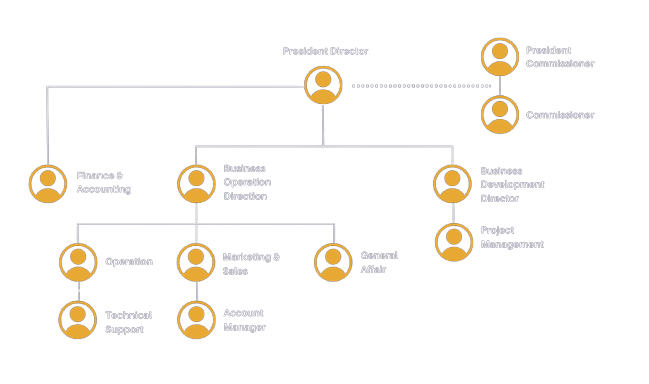 President Director
President
Commissioner
Commissioner
Finance &
Accounting
Business
Operation
Direction
Business
Development
Director
Project
Management
Operation
Marketing &
Sales
General
Affair
Technical
Support
Account
Manager